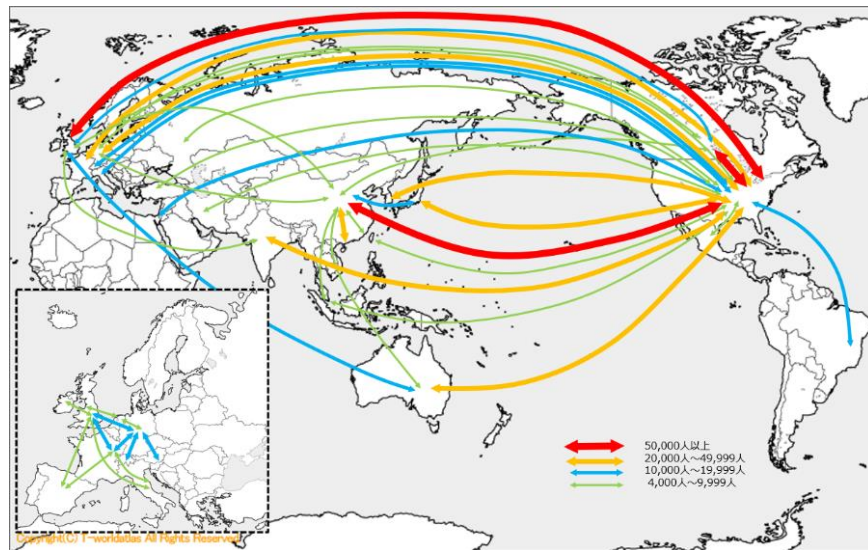 50,000人以上
20,000人～49,999人
10,000人～19,999人
4,000人～9,999人
Copyright(C) T-worldatlas All Rights Reserved